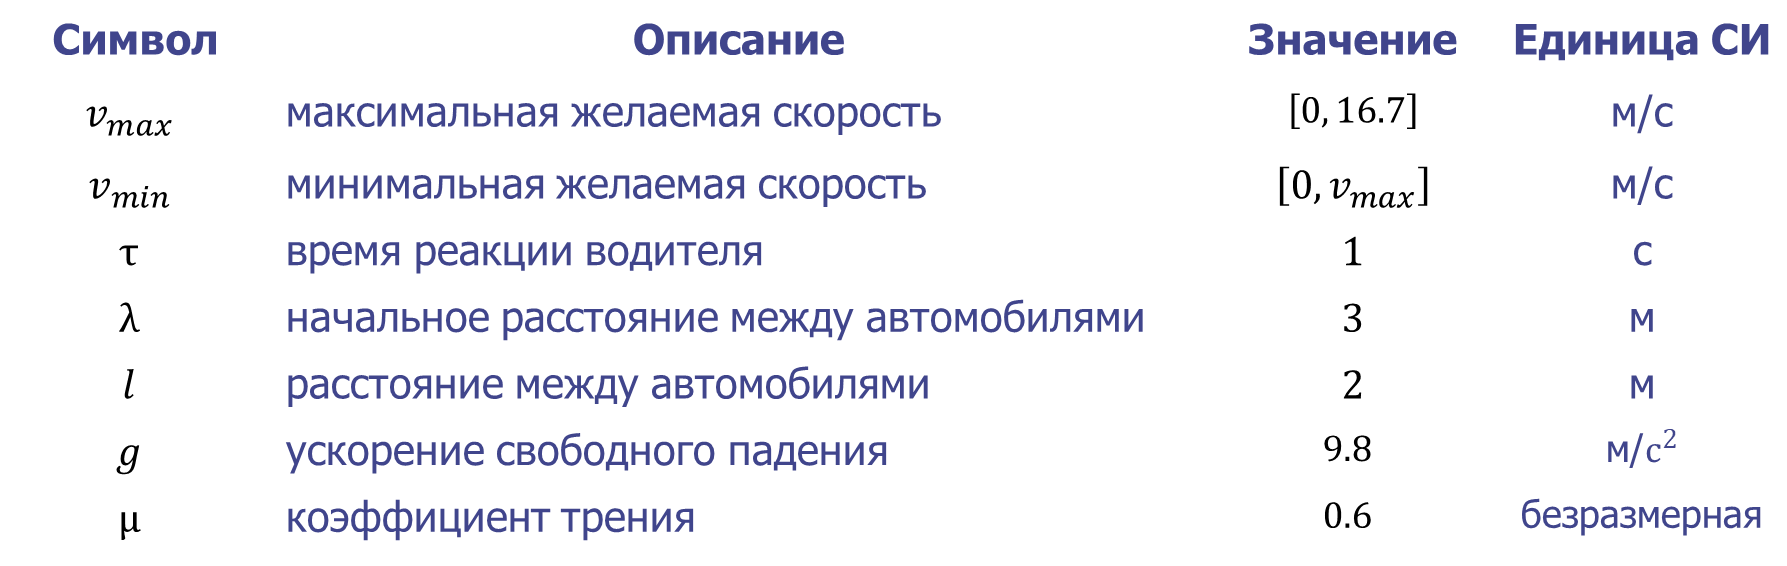 Символ Описание Значение Единица СИ
v_max максимальная желаемая скорость [0, 16.7] м/с
v_min минимальная желаемая скорость [0, v_max] м/с
τ время реакции водителя 1 с
λ начальное расстояние между автомобилями 3 м
l расстояние между автомобилями 2 м
g ускорение свободного падения 9.8 м/с²
μ коэффициент трения 0.6 безразмерная